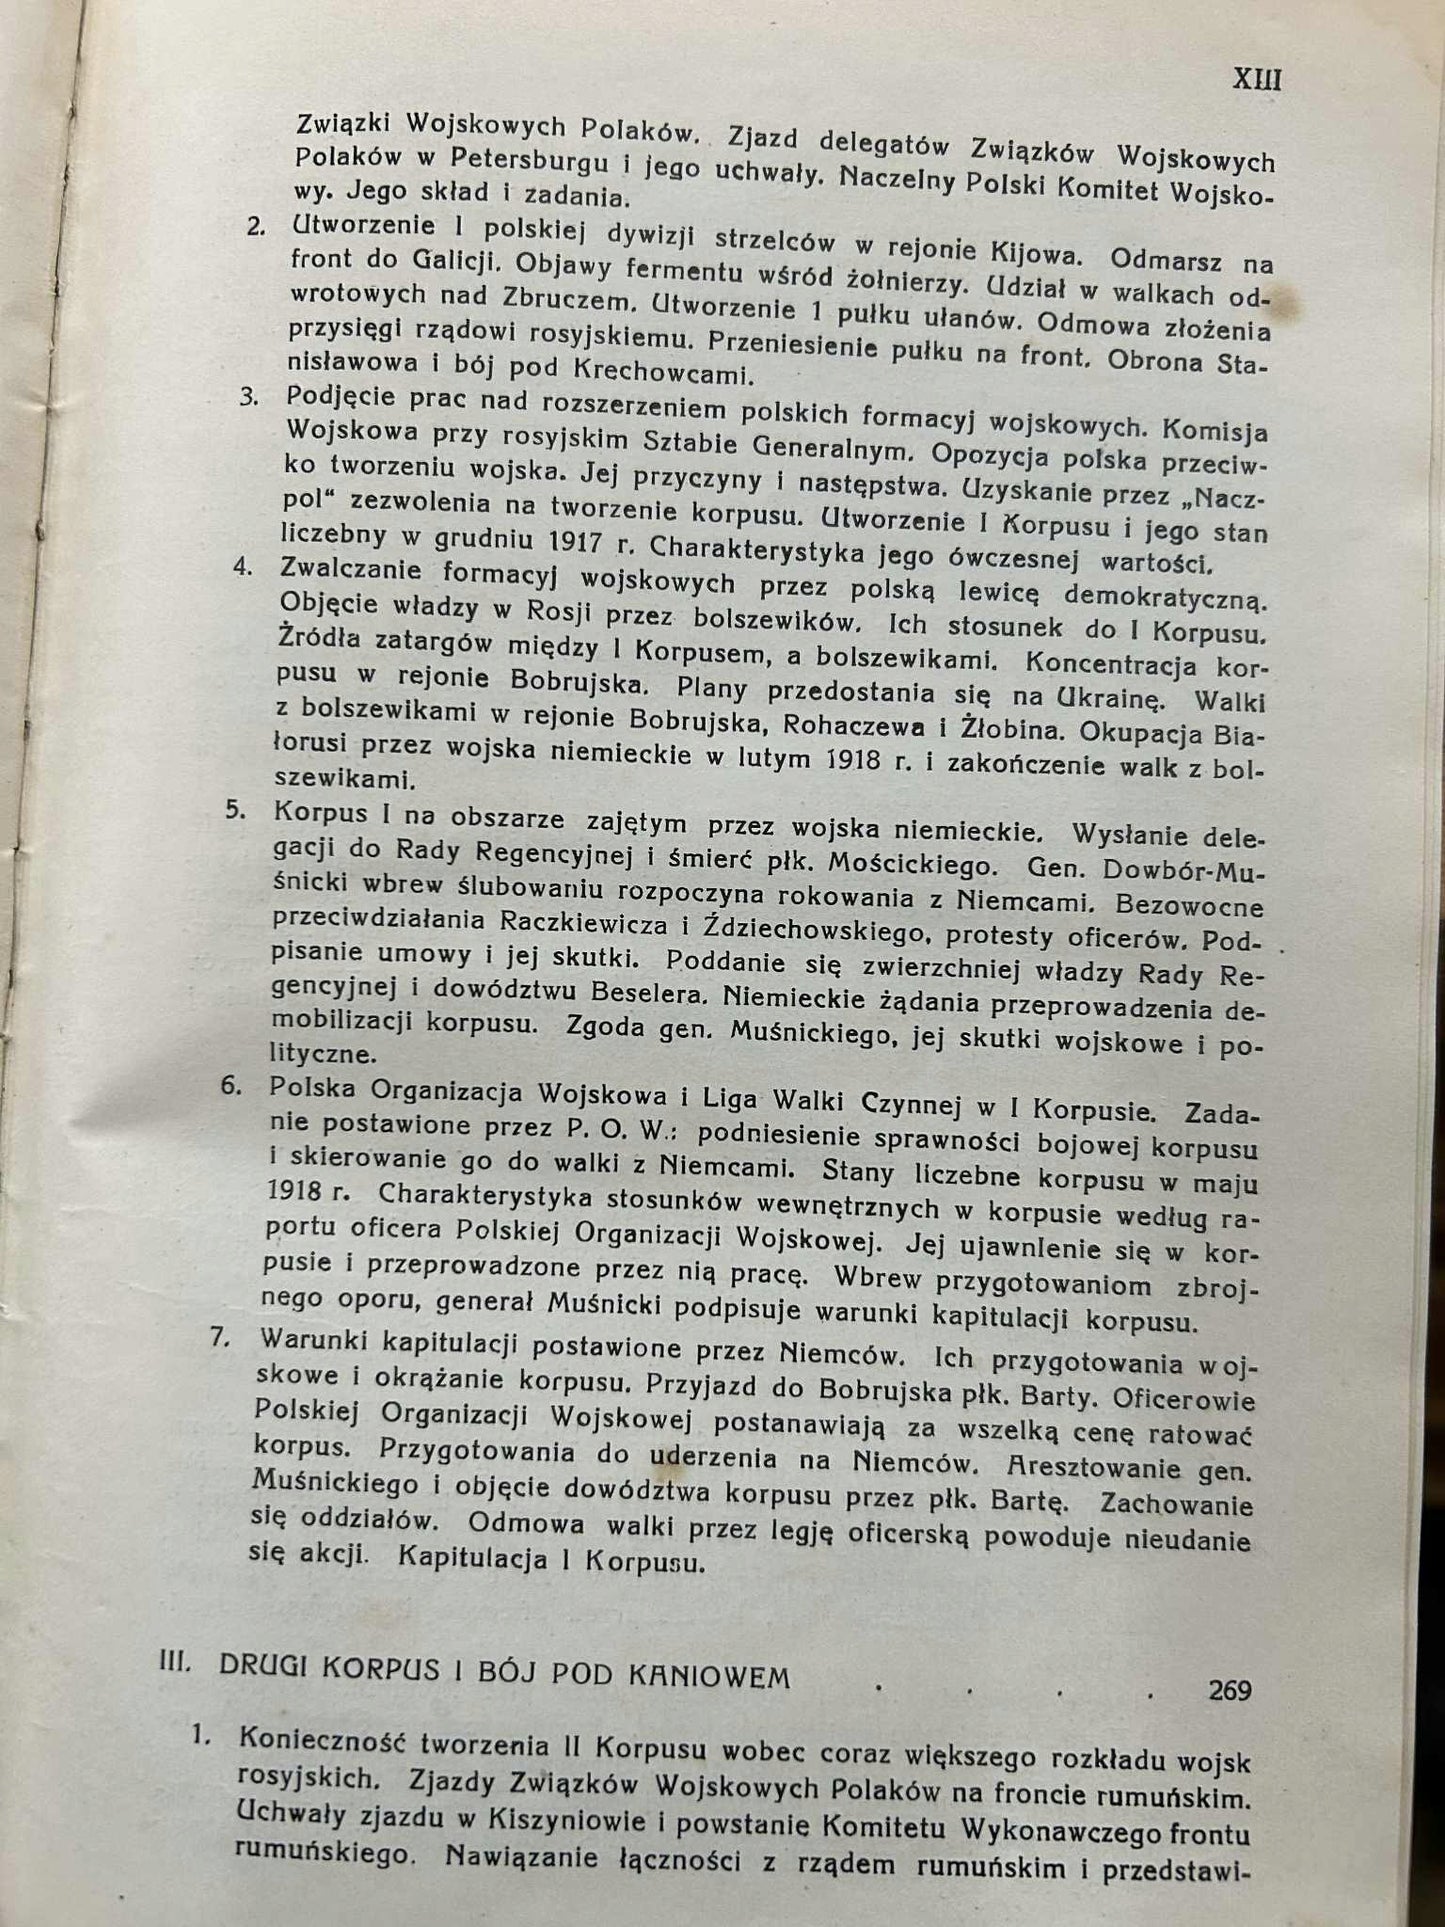 XIII
Związki Wojskowych Polaków. Zjazd delegatów Związków Wojskowych
Polaków w Petersburgu i jego uchwały. Naczelny Polski Komitet Wojsko-
wy. Jego skład i zadania.
2. Utworzenie I polskiej dywizji strzelców w rejonie Kijowa. Odmarsz na
front do Galicji. Objawy fermentu wśród żołnierzy. Udział w walkach od-
wrotowych nad Zbruczem. Utworzenie 1 pułku ułanów. Odmowa złożenia
przysięgi rządowi rosyjskiemu. Przeniesienie pułku na front. Obrona Sta-
nisławowa i bój pod Krechowcami.
3. Podjęcie prac nad rozszerzeniem polskich formacyj wojskowych. Komisja
Wojskowa przy rosyjskim Sztabie Generalnym. Opozycja polska przeciw-
ko tworzeniu wojska. Jej przyczyny i następstwa. Uzyskanie przez „Nacz-
pol“ zezwolenia na tworzenie korpusu. Utworzenie I Korpusu i jego stan
liczebny w grudniu 1917 r. Charakterystyka jego ówczesnej wartości.
4. Zwalczanie formacyj wojskowych przez polską lewicę demokratyczną.
Objęcie władzy w Rosji przez bolszewików. Ich stosunek do I Korpusu.
Żródła zatargów między I Korpusem, a bolszewikami. Koncentracja kor-
pusu w rejonie Bobrujska. Plany przedostania się na Ukrainę. Walki
z bolszewikami w rejonie Bobrujska, Rohaczewa i Żłobina. Okupacja Bia-
łorusi przez wojska niemieckie w lutym 1918 r. i zakończenie walk z bol-
szewikami.
5. Korpus I na obszarze zajętym przez wojska niemieckie. Wysłanie dele-
gacji do Rady Regencyjnej i śmierć płk. Mościckiego. Gen. Dowbór-Mu-
śnicki wbrew ślubowaniu rozpoczyna rokowania z Niemcami. Bezowocne
przeciwdziałania Raczkiewicza i Ździechowskiego, protesty oficerów. Pod-
pisanie umowy i jej skutki. Poddanie się zwierzchniej władzy Rady Re-
gencyjnej i dowództwu Beselera. Niemieckie żądania przeprowadzenia de-
mobilizacji korpusu. Zgoda gen. Muśnickiego, jej skutki wojskowe i po-
lityczne.
6. Polska Organizacja Wojskowa i Liga Walki Czynnej w I Korpusie. Zada-
nie postawione przez P. O. W.: podniesienie sprawności bojowej korpusu
i skierowanie go do walki z Niemcami. Stany liczebne korpusu w maju
1918 r. Charakterystyka stosunków wewnętrznych w korpusie według ra-
portu oficera Polskiej Organizacji Wojskowej. Jej ujawnienie się w kor-
pusie i przeprowadzone przez nią pracę. Wbrew przygotowaniom zbroj-
nego oporu, generał Muśnicki podpisuje warunki kapitulacji korpusu.
7. Warunki kapitulacji postawione przez Niemców. Ich przygotowania woj-
skowe i okrążanie korpusu. Przyjazd do Bobrujska płk. Barty. Oficerowie
Polskiej Organizacji Wojskowej postanawiają za wszelką cenę ratować
korpus. Przygotowania do uderzenia na Niemców. Aresztowanie gen.
Muśnickiego i objęcie dowództwa korpusu przez płk. Bartę. Zachowanie
się oddziałów. Odmowa walki przez legję oficerską powoduje nieudanie
się akcji. Kapitulacja I Korpusu.
III. DRUGI KORPUS I BÓJ POD KANIOWEM . . . . 269
1. Konieczność tworzenia II Korpusu wobec coraz większego rozkładu wojsk
rosyjskich. Zjazdy Związków Wojskowych Polaków na froncie rumuńskim.
Uchwały zjazdu w Kiszyniowie i powstanie Komitetu Wykonawczego frontu
rumuńskiego. Nawiązanie łączności z rządem rumuńskim i przedstawi-